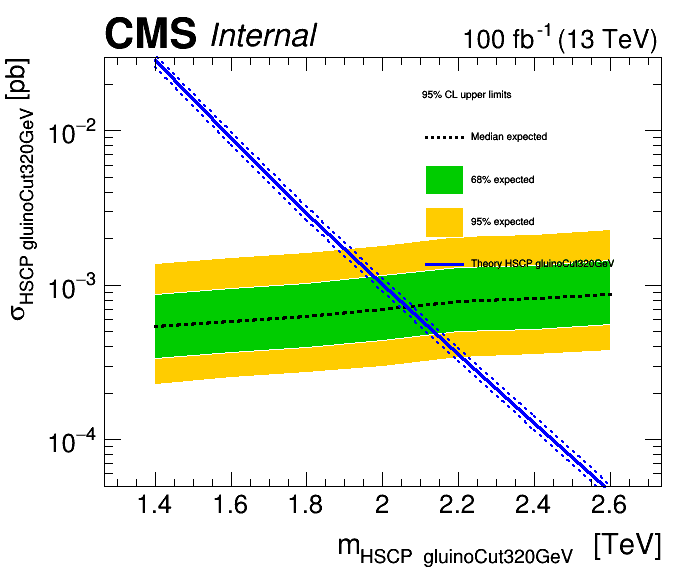 CMS Internal 100 fb⁻¹ (13 TeV)
σHSCP gluinoCut320GeV [pb]
95% CL upper limits
Median expected
68% expected
95% expected
Theory HSCP gluinoCut320GeV
10⁻²
10⁻³
10⁻⁴
1.4 1.6 1.8 2 2.2 2.4 2.6
mHSCP gluinoCut320GeV [TeV]